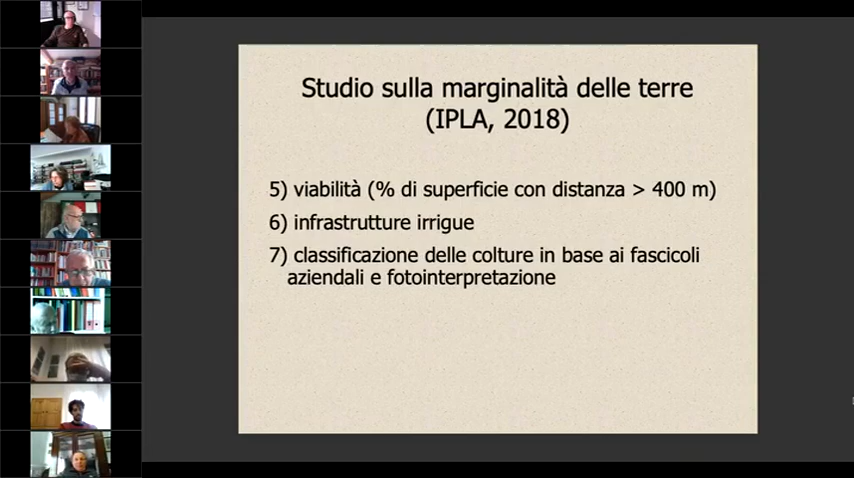 Studio sulla marginalità delle terre
(IPLA, 2018)
5) viabilità (% di superficie con distanza > 400 m)
6) infrastrutture irrigue
7) classificazione delle colture in base ai fascicoli
aziendali e fotointerpretazione